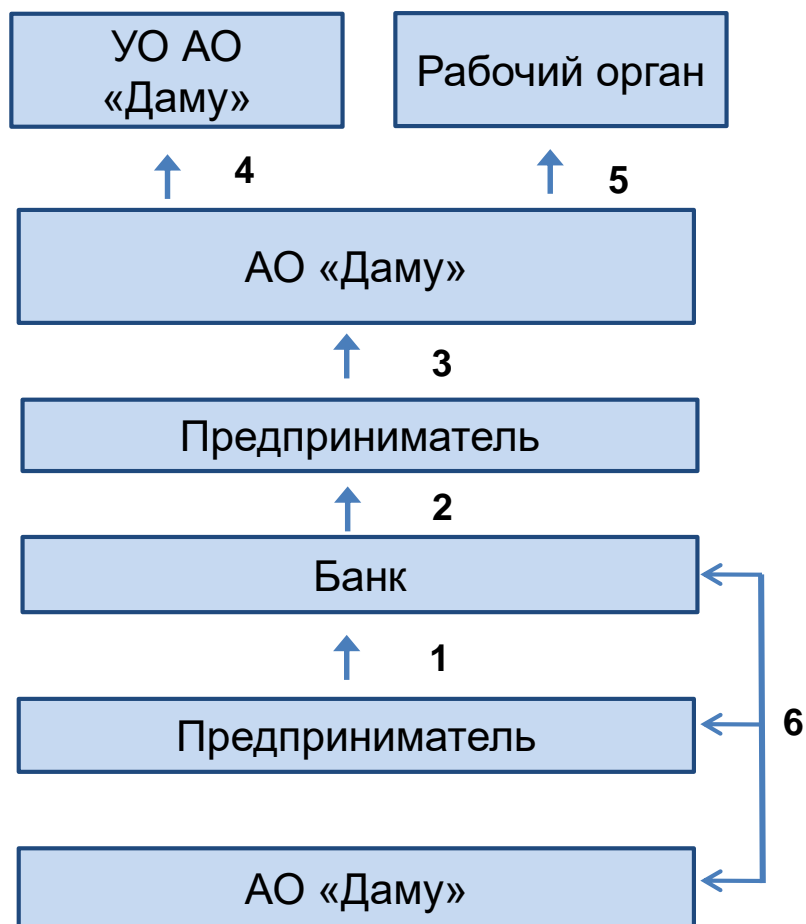 УО АО
«Даму»
Рабочий орган
4
5
АО «Даму»
3
Предприниматель
2
Банк
1
Предприниматель
6
АО «Даму»